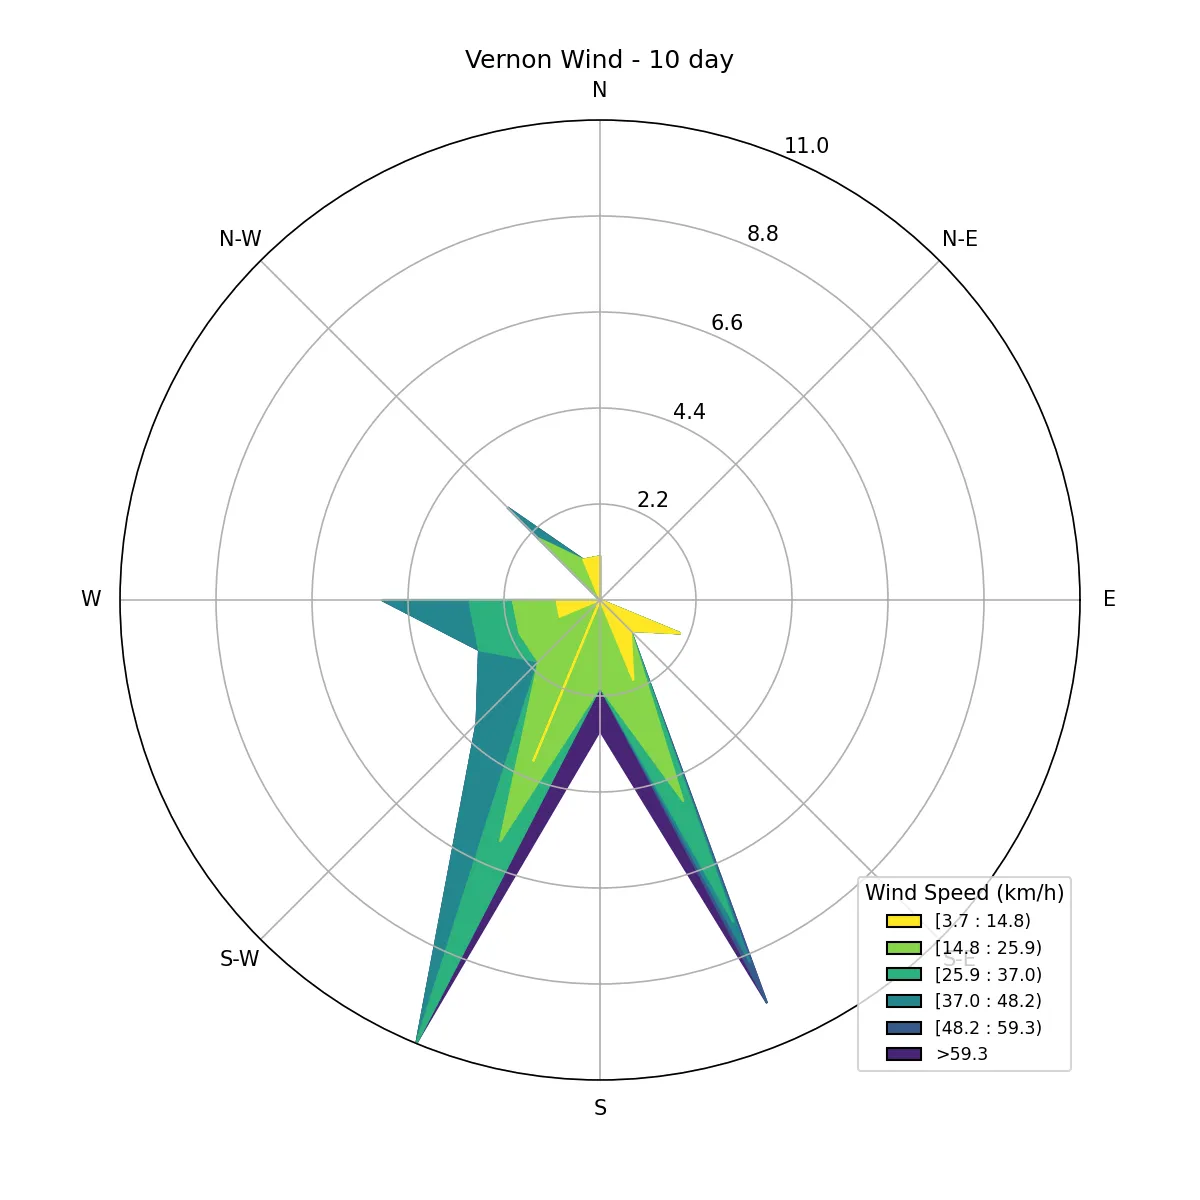 Vernon Wind - 10 day
N
11.0
N-W
8.8
N-E
6.6
4.4
2.2
W
E
Wind Speed (km/h)
[3.7 : 14.8)
[14.8 : 25.9)
S-W
S-E
[25.9 : 37.0)
[37.0 : 48.2)
[48.2 : 59.3)
>59.3
S